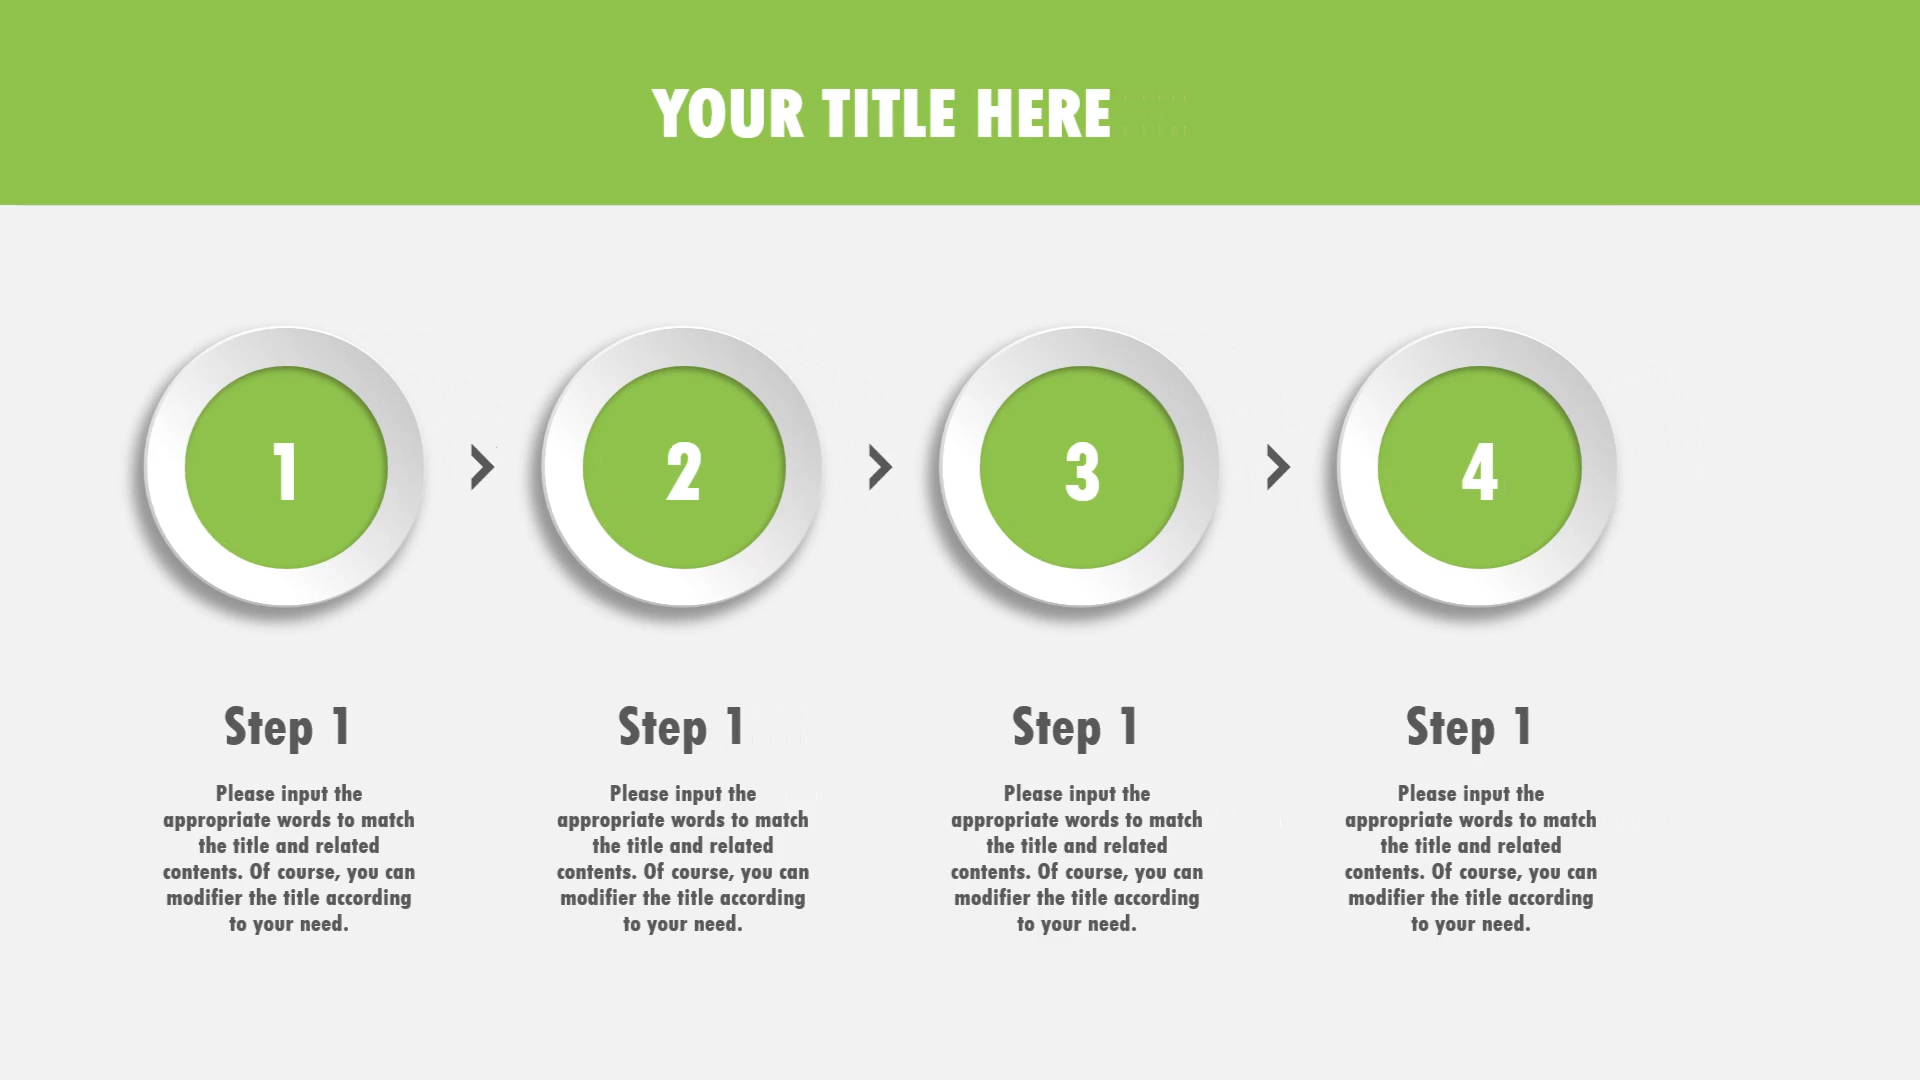 YOUR TITLE HERE
1
2
3
4
Step 1
Please input the
appropriate words to match
the title and related
contents. Of course, you can
modifier the title according
to your need.
Step 1
Please input the
appropriate words to match
the title and related
contents. Of course, you can
modifier the title according
to your need.
Step 1
Please input the
appropriate words to match
the title and related
contents. Of course, you can
modifier the title according
to your need.
Step 1
Please input the
appropriate words to match
the title and related
contents. Of course, you can
modifier the title according
to your need.